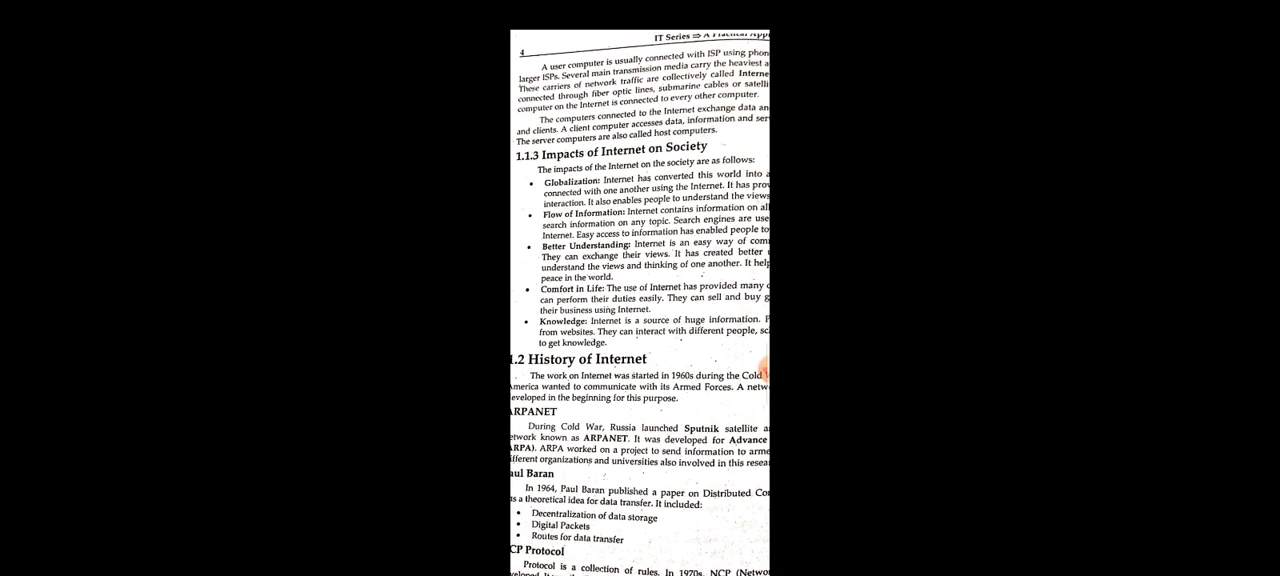 IT Series ⇒ A Practical App
4
A user computer is usually connected with ISP using phon
larger ISPs. Several main transmission media carry the heaviest a
These carriers of network traffic are collectively called Interne
connected through fiber optic lines, submarine cables or satelli
computer on the Internet is connected to every other computer.
The computers connected to the Internet exchange data an
and clients. A client computer accesses data, information and ser
The server computers are also called host computers.
1.1.3 Impacts of Internet on Society
The impacts of the Internet on the society are as follows:
• Globalization: Internet has converted this world into a
connected with one another using the Internet. It has prov
interaction. It also enables people to understand the views
• Flow of Information: Internet contains information on all
search information on any topic. Search engines are use
Internet. Easy access to information has enabled people to
• Better Understanding: Internet is an easy way of com
They can exchange their views. It has created better
understand the views and thinking of one another. It help
peace in the world.
• Comfort in Life: The use of Internet has provided many
can perform their duties easily. They can sell and buy g
their business using Internet.
• Knowledge: Internet is a source of huge information. P
from websites. They can interact with different people, sc
to get knowledge.
1.2 History of Internet
The work on Internet was started in 1960s during the Cold
merica wanted to communicate with its Armed Forces. A netw
eveloped in the beginning for this purpose.
ARPANET
During Cold War, Russia launched Sputnik satellite a
etwork known as ARPANET. It was developed for Advance
ARPA). ARPA worked on a project to send information to arme
ifferent organizations and universities also involved in this resea
aul Baran
In 1964, Paul Baran published a paper on Distributed Co
as a theoretical idea for data transfer. It included:
• Decentralization of data storage
• Digital Packets
• Routes for data transfer
CP Protocol
Protocol is a collection of rules. In 1970s, NCP (Networ